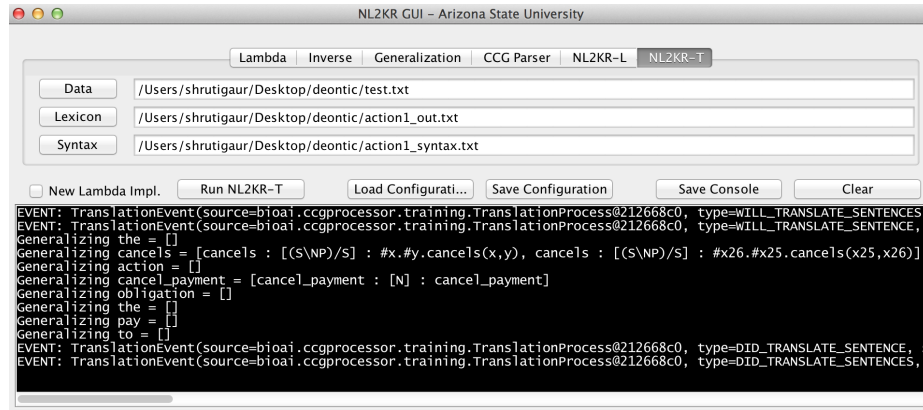 NL2KR GUI – Arizona State University
Lambda Inverse Generalization CCG Parser NL2KR-L NL2KR-T
Data /Users/shrutigaur/Desktop/deontic/test.txt
Lexicon /Users/shrutigaur/Desktop/deontic/action1_out.txt
Syntax /Users/shrutigaur/Desktop/deontic/action1_syntax.txt
New Lambda Impl. Run NL2KR-T Load Configurati... Save Configuration Save Console Clear
EVENT: TranslationEvent(source=bioai.ccgprocessor.training.TranslationProcess@212668c0, type=WILL_TRANSLATE_SENTENCES
EVENT: TranslationEvent(source=bioai.ccgprocessor.training.TranslationProcess@212668c0, type=WILL_TRANSLATE_SENTENCE,
Generalizing the = []
Generalizing cancels = [cancels : [(S\NP)/S] : #x.#y.cancels(x,y), cancels : [(S\NP)/S] : #x26.#x25.cancels(x25,x26)]
Generalizing action = []
Generalizing cancel_payment = [cancel_payment : [N] : cancel_payment]
Generalizing obligation = []
Generalizing the = []
Generalizing pay = []
Generalizing to = []
EVENT: TranslationEvent(source=bioai.ccgprocessor.training.TranslationProcess@212668c0, type=DID_TRANSLATE_SENTENCE,
EVENT: TranslationEvent(source=bioai.ccgprocessor.training.TranslationProcess@212668c0, type=DID_TRANSLATE_SENTENCES,